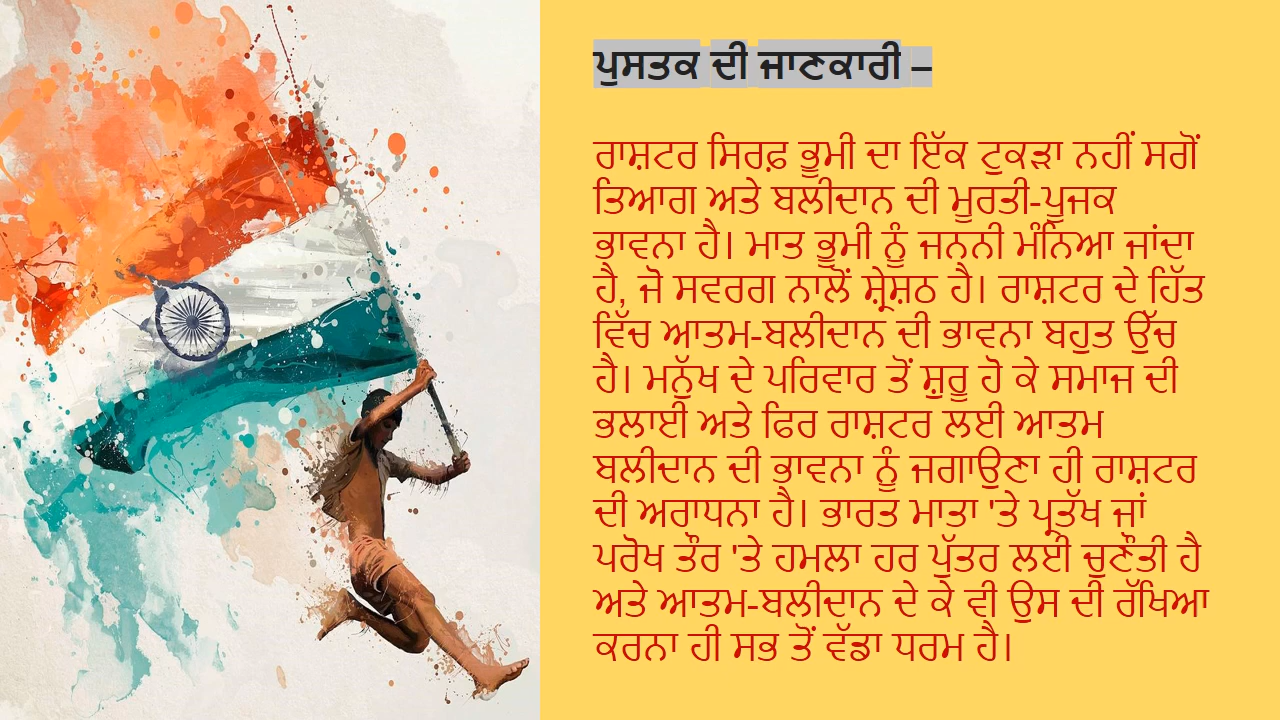 ਪੁਸਤਕ ਦੀ ਜਾਣਕਾਰੀ –
ਰਾਸ਼ਟਰ ਸਿਰਫ਼ ਭੂਮੀ ਦਾ ਇੱਕ ਟੁਕੜਾ ਨਹੀਂ ਸਗੋਂ
ਤਿਆਗ ਅਤੇ ਬਲੀਦਾਨ ਦੀ ਮੂਰਤੀ-ਪੂਜਕ
ਭਾਵਨਾ ਹੈ। ਮਾਤ ਭੂਮੀ ਨੂੰ ਜਨਨੀ ਮੰਨਿਆ ਜਾਂਦਾ
ਹੈ, ਜੋ ਸਵਰਗ ਨਾਲੋਂ ਸ਼੍ਰੇਸ਼ਠ ਹੈ। ਰਾਸ਼ਟਰ ਦੇ ਹਿੱਤ
ਵਿੱਚ ਆਤਮ-ਬਲੀਦਾਨ ਦੀ ਭਾਵਨਾ ਬਹੁਤ ਉੱਚ
ਹੈ। ਮਨੁੱਖ ਦੇ ਪਰਿਵਾਰ ਤੋਂ ਸ਼ੁਰੂ ਹੋ ਕੇ ਸਮਾਜ ਦੀ
ਭਲਾਈ ਅਤੇ ਫਿਰ ਰਾਸ਼ਟਰ ਲਈ ਆਤਮ
ਬਲੀਦਾਨ ਦੀ ਭਾਵਨਾ ਨੂੰ ਜਗਾਉਣਾ ਹੀ ਰਾਸ਼ਟਰ
ਦੀ ਅਰਾਧਨਾ ਹੈ। ਭਾਰਤ ਮਾਤਾ 'ਤੇ ਪ੍ਰਤੱਖ ਜਾਂ
ਪਰੋਖ ਤੌਰ 'ਤੇ ਹਮਲਾ ਹਰ ਪੁੱਤਰ ਲਈ ਚੁਣੌਤੀ ਹੈ
ਅਤੇ ਆਤਮ-ਬਲੀਦਾਨ ਦੇ ਕੇ ਵੀ ਉਸ ਦੀ ਰੱਖਿਆ
ਕਰਨਾ ਹੀ ਸਭ ਤੋਂ ਵੱਡਾ ਧਰਮ ਹੈ।